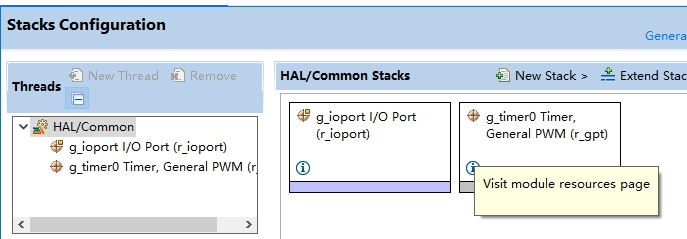 Stacks Configuration
Genera
Threads
New Thread
Remove
HAL/Common
g_ioport I/O Port (r_ioport)
g_timer0 Timer, General PWM (r_
HAL/Common Stacks
New Stack >
Extend Stac
g_ioport I/O Port
(r_ioport)
g_timer0 Timer,
General PWM (r_gpt)
Visit module resources page